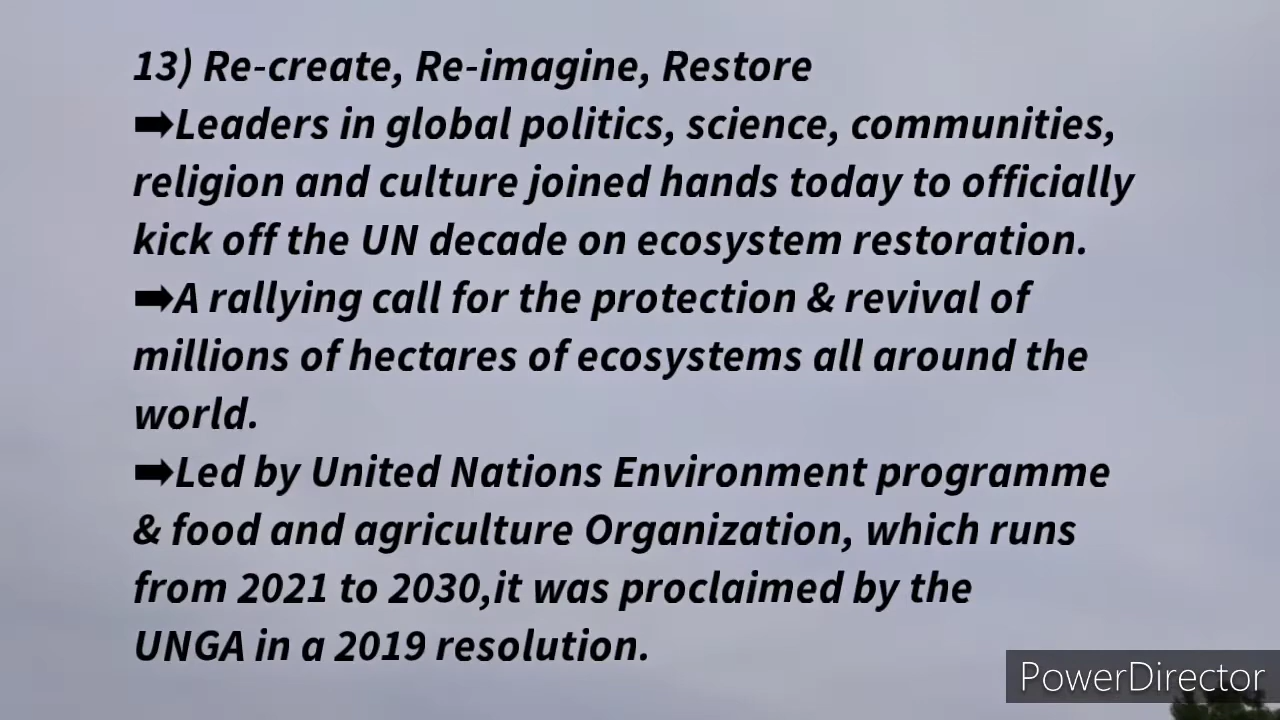 13) Re-create, Re-imagine, Restore
➡Leaders in global politics, science, communities,
religion and culture joined hands today to officially
kick off the UN decade on ecosystem restoration.
➡A rallying call for the protection & revival of
millions of hectares of ecosystems all around the
world.
➡Led by United Nations Environment programme
& food and agriculture Organization, which runs
from 2021 to 2030,it was proclaimed by the
UNGA in a 2019 resolution.
PowerDirector